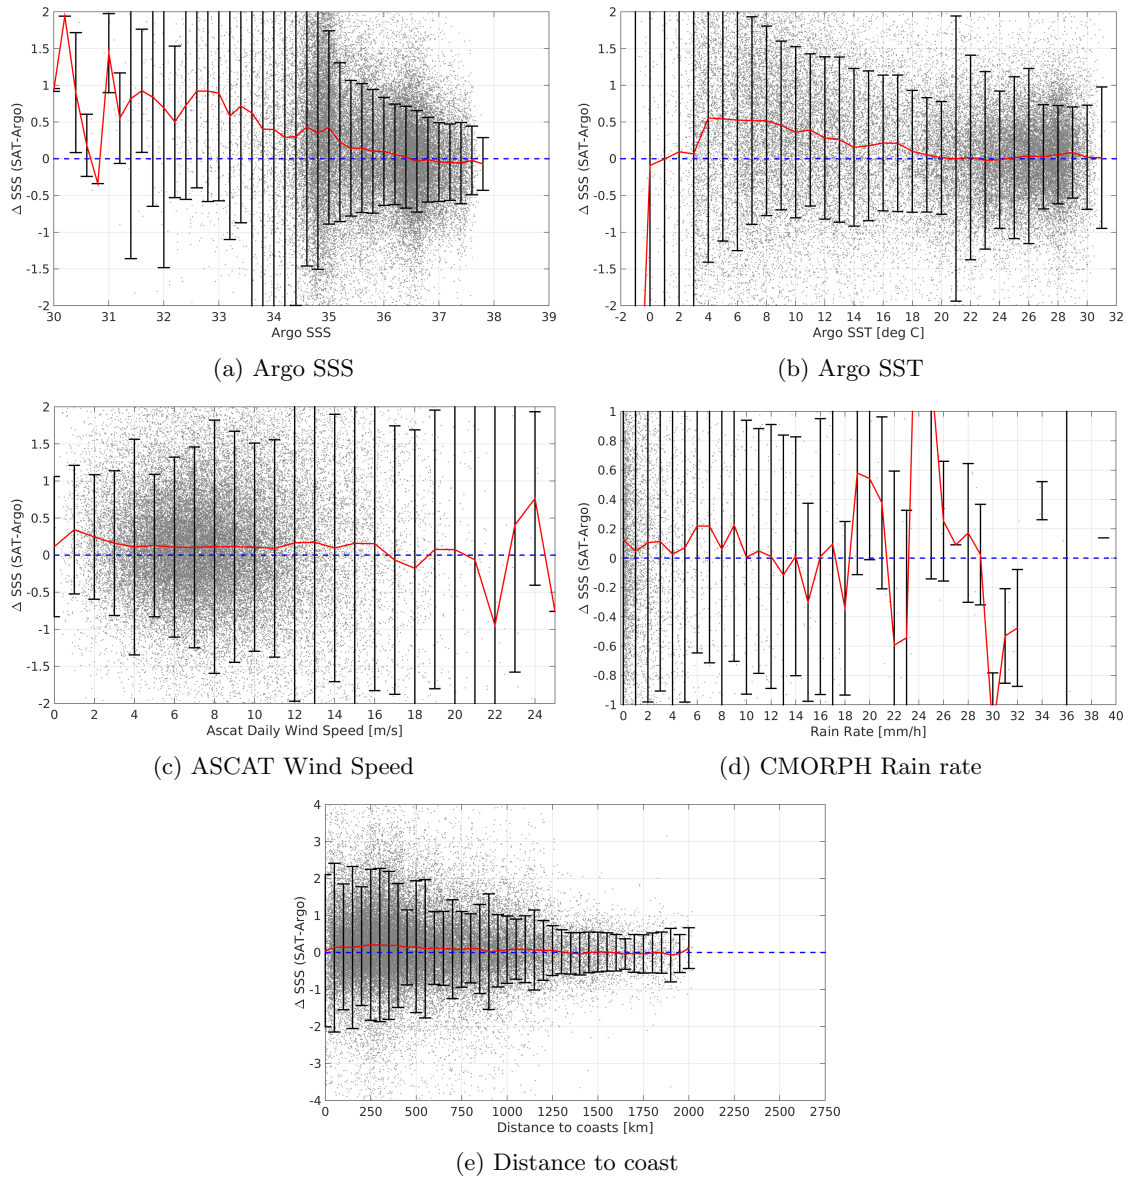 2
1.5
1
0.5
0
-0.5
-1
-1.5
-2
30 31 32 33 34 35 36 37 38 39
Δ SSS (SAT-Argo)
Argo SSS
(a) Argo SSS
2
1.5
1
0.5
0
-0.5
-1
-1.5
-2
-2 0 2 4 6 8 10 12 14 16 18 20 22 24 26 28 30 32
Δ SSS (SAT-Argo)
Argo SST [deg C]
(b) Argo SST
2
1.5
1
0.5
0
-0.5
-1
-1.5
-2
0 2 4 6 8 10 12 14 16 18 20 22 24
Δ SSS (SAT-Argo)
Ascat Daily Wind Speed [m/s]
(c) ASCAT Wind Speed
1
0.8
0.6
0.4
0.2
0
-0.2
-0.4
-0.6
-0.8
-1
0 2 4 6 8 10 12 14 16 18 20 22 24 26 28 30 32 34 36 38 40
Δ SSS (SAT-Argo)
Rain Rate [mm/h]
(d) CMORPH Rain rate
4
3
2
1
0
-1
-2
-3
-4
0 250 500 750 1000 1250 1500 1750 2000 2250 2500 2750
Δ SSS (SAT-Argo)
Distance to coasts [km]
(e) Distance to coast